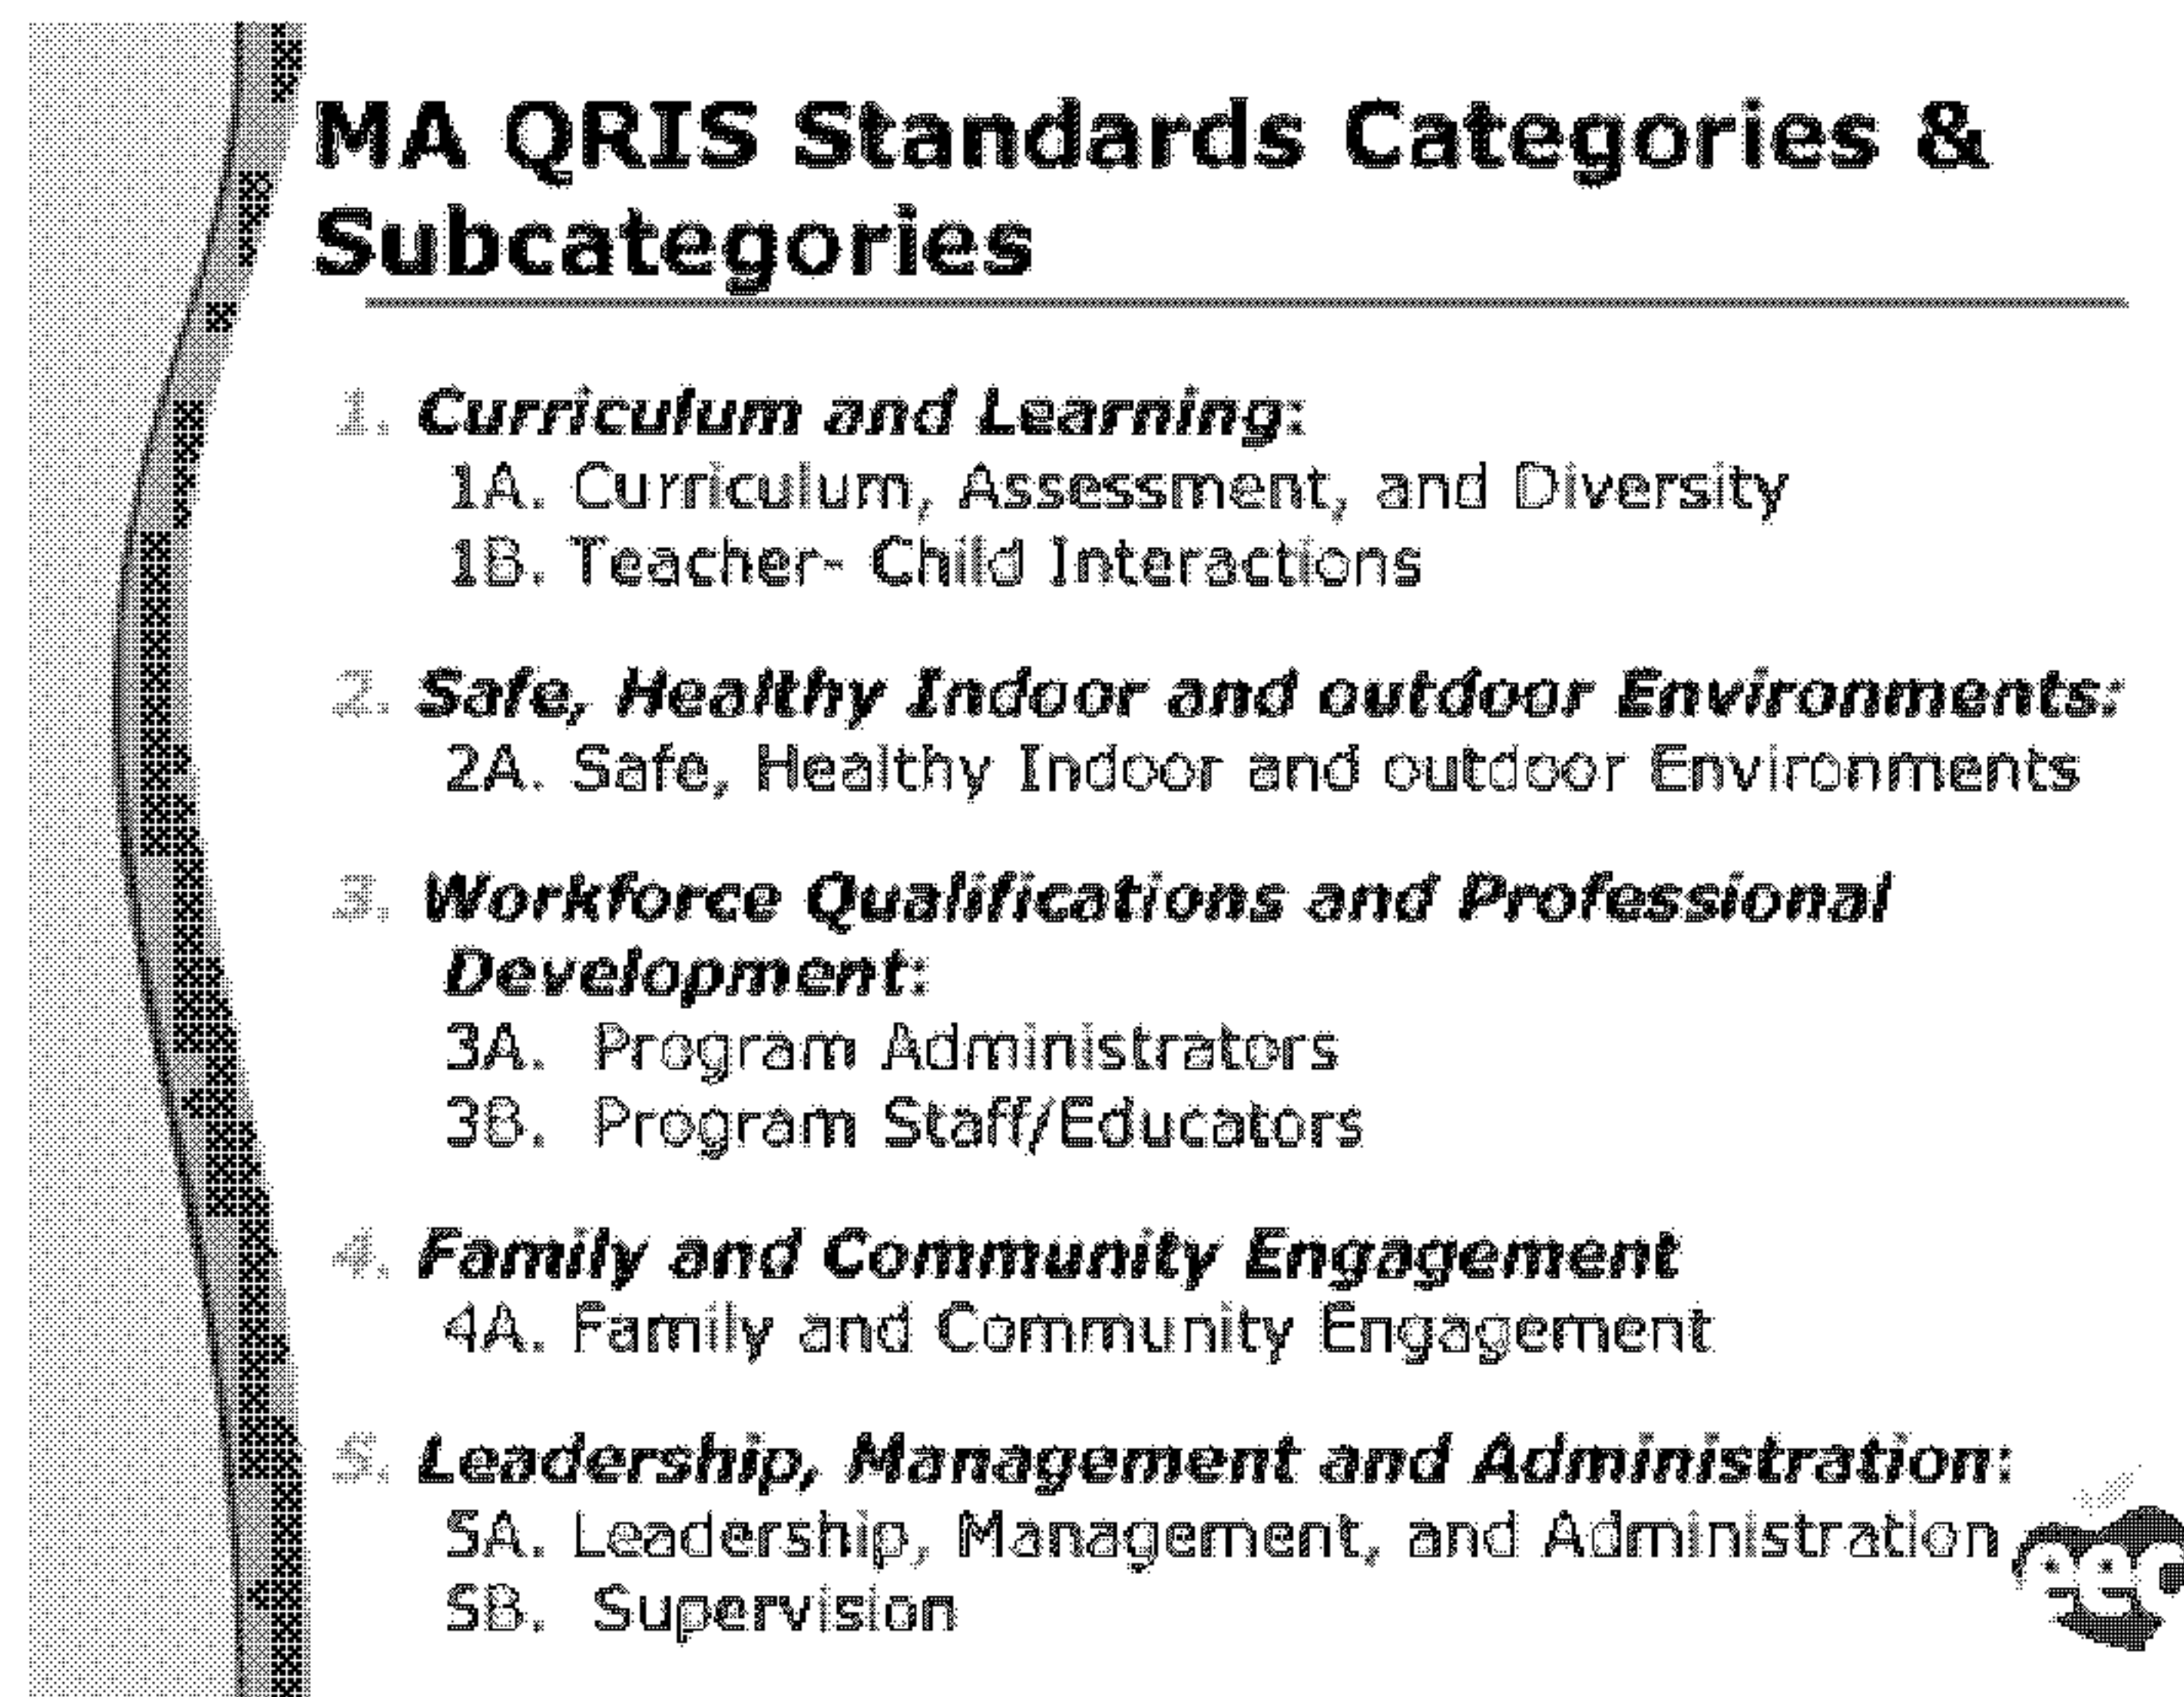 MA QRIS Standards Categories &
Subcategories
1. Curriculum and Learning:
1A. Curriculum, Assessment, and Diversity
1B. Teacher- Child Interactions
2. Safe, Healthy Indoor and outdoor Environments:
2A. Safe, Healthy Indoor and outdoor Environments
3. Workforce Qualifications and Professional
Development:
3A. Program Administrators
3B. Program Staff/Educators
4. Family and Community Engagement
4A. Family and Community Engagement
5. Leadership, Management and Administration:
5A. Leadership, Management, and Administration
5B. Supervision